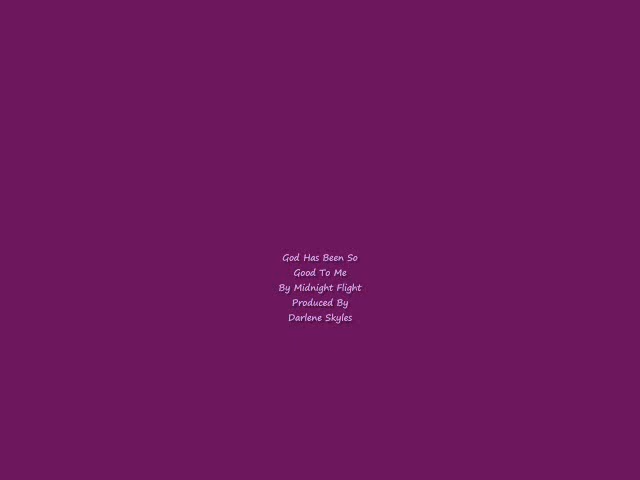 God Has Been So
Good To Me
By Midnight Flight
Produced By
Darlene Skyles